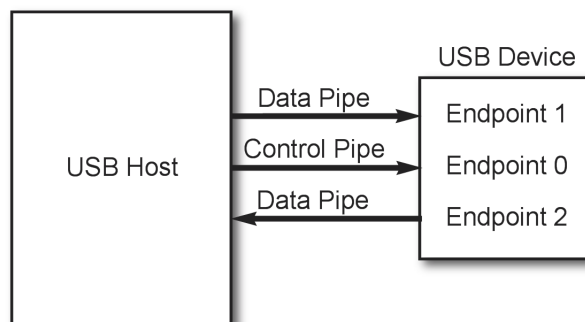 USB Device
Data Pipe
Endpoint 1
USB Host
Control Pipe
Endpoint 0
Data Pipe
Endpoint 2